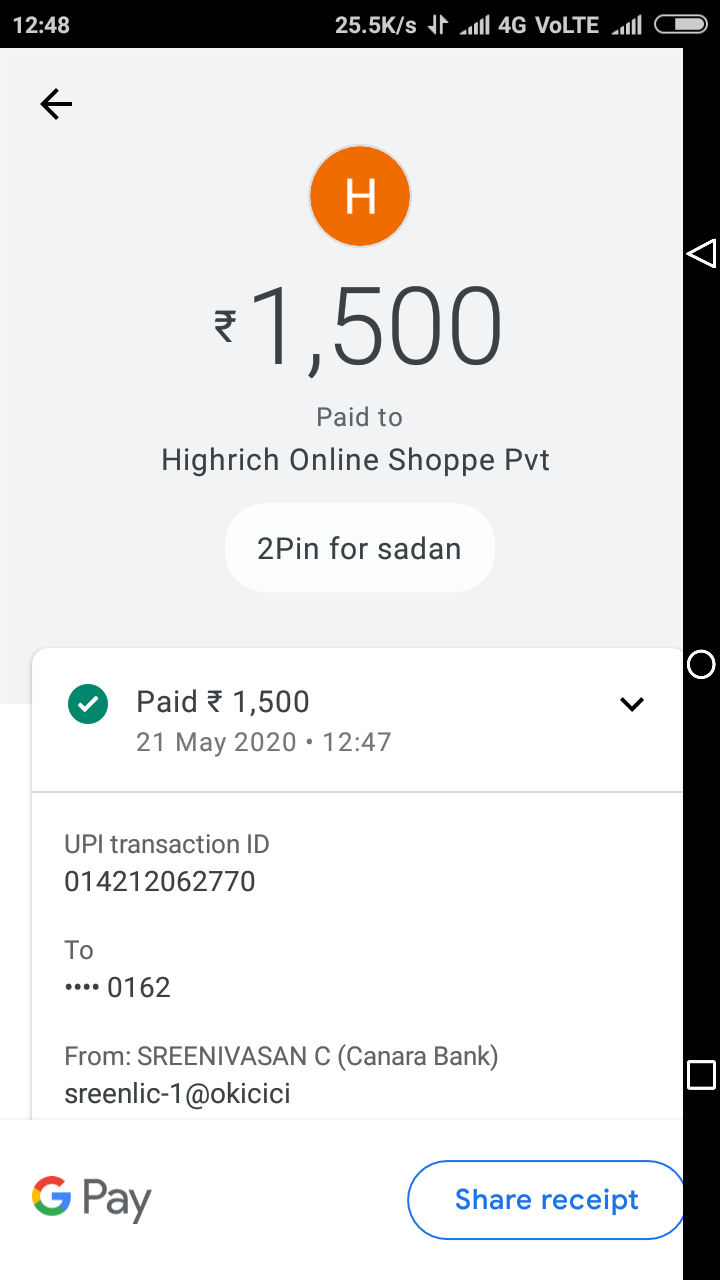 12:48 25.5K/s 4G VoLTE
H
₹1,500
Paid to
Highrich Online Shoppe Pvt
2Pin for sadan
Paid ₹ 1,500
21 May 2020 • 12:47
UPI transaction ID
014212062770
To
•••• 0162
From: SREENIVASAN C (Canara Bank)
sreenlic-1@okicici
G Pay
Share receipt